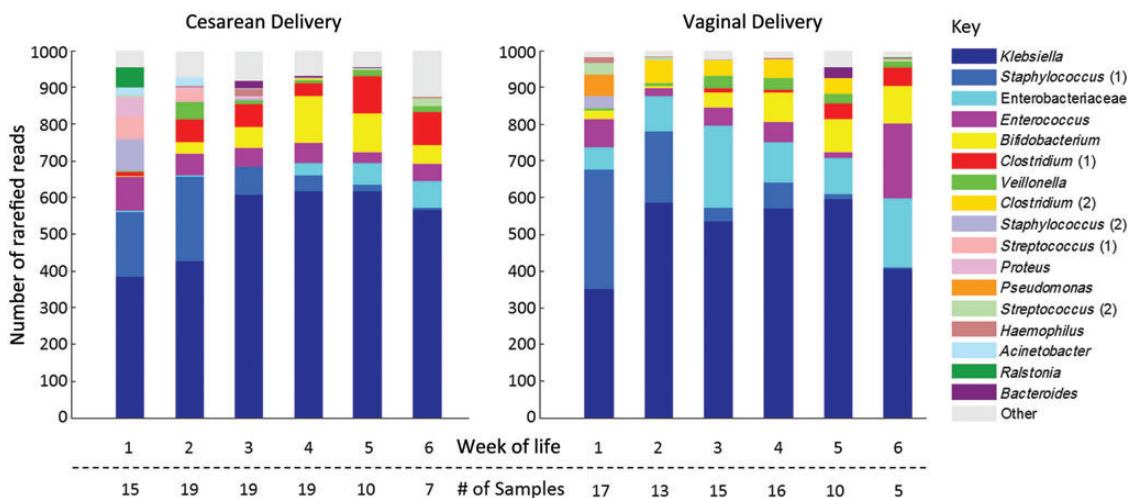 Cesarean Delivery
Vaginal Delivery
Key
Number of rarefied reads
1000
900
800
700
600
500
400
300
200
100
0
1000
900
800
700
600
500
400
300
200
100
0
Klebsiella
Staphylococcus (1)
Enterobacteriaceae
Enterococcus
Bifidobacterium
Clostridium (1)
Veillonella
Clostridium (2)
Staphylococcus (2)
Streptococcus (1)
Proteus
Pseudomonas
Streptococcus (2)
Haemophilus
Acinetobacter
Ralstonia
Bacteroides
Other
1 2 3 4 5 6 Week of life 1 2 3 4 5 6
15 19 19 19 10 7 # of Samples 17 13 15 16 10 5